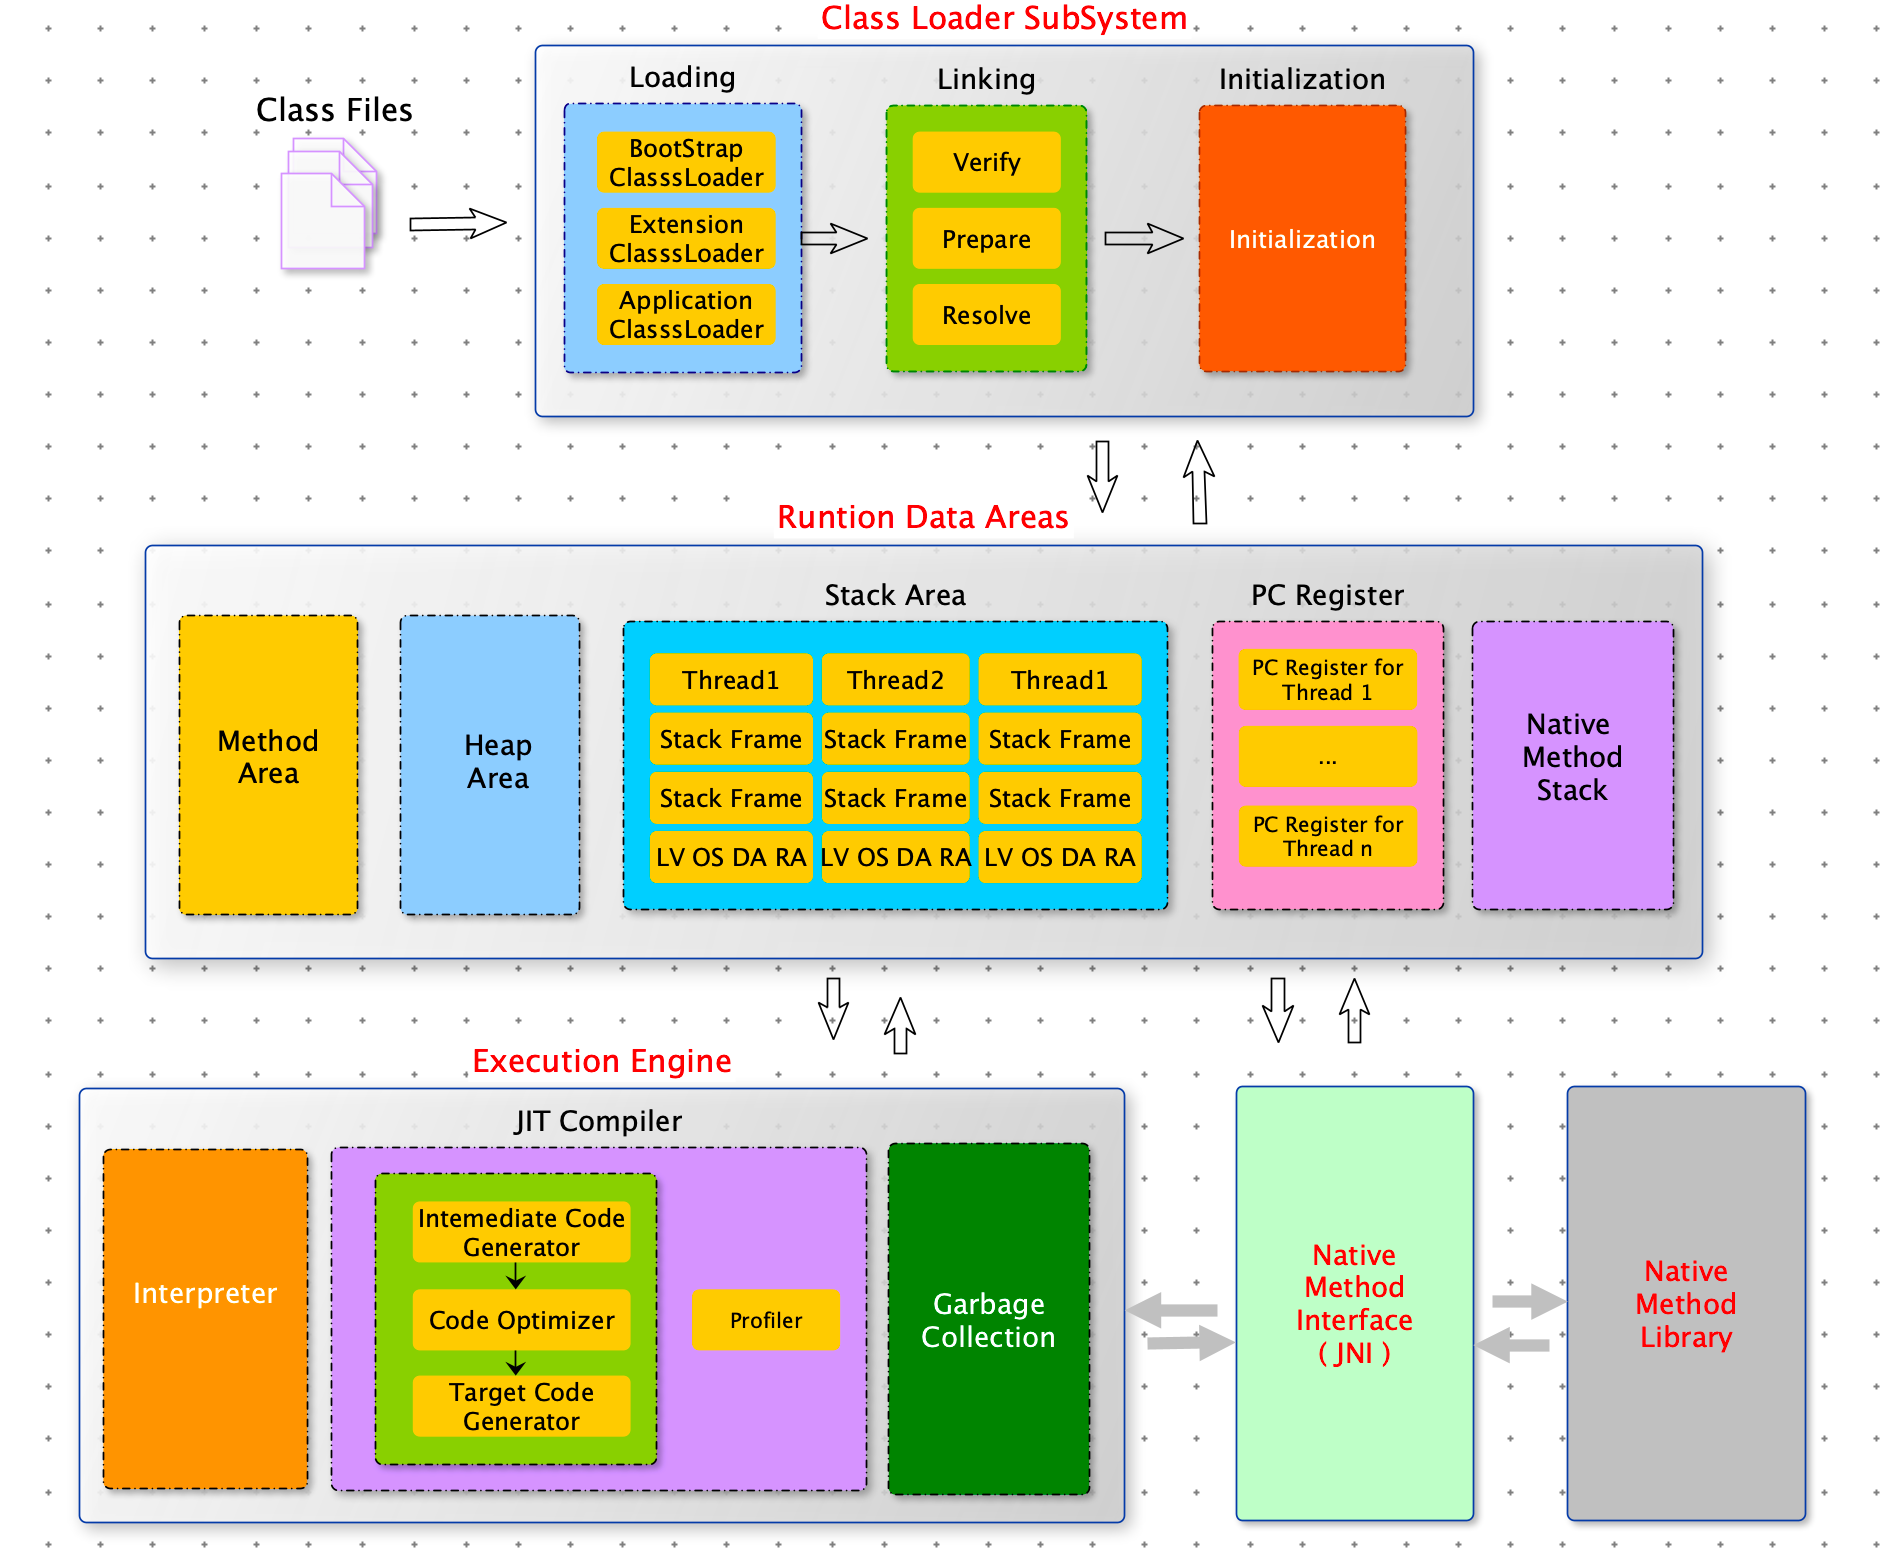 Class Loader SubSystem
Class Files
Loading
BootStrap
ClasssLoader
Extension
ClasssLoader
Application
ClasssLoader
Linking
Verify
Prepare
Resolve
Initialization
Initialization
Runtion Data Areas
Method
Area
Heap
Area
Stack Area
Thread1 Thread2 Thread1
Stack Frame Stack Frame Stack Frame
Stack Frame Stack Frame Stack Frame
LV OS DA RA LV OS DA RA LV OS DA RA
PC Register
PC Register for
Thread 1
...
PC Register for
Thread n
Native
Method
Stack
Execution Engine
Interpreter
JIT Compiler
Intemediate Code
Generator
Code Optimizer
Target Code
Generator
Profiler
Garbage
Collection
Native
Method
Interface
( JNI )
Native
Method
Library